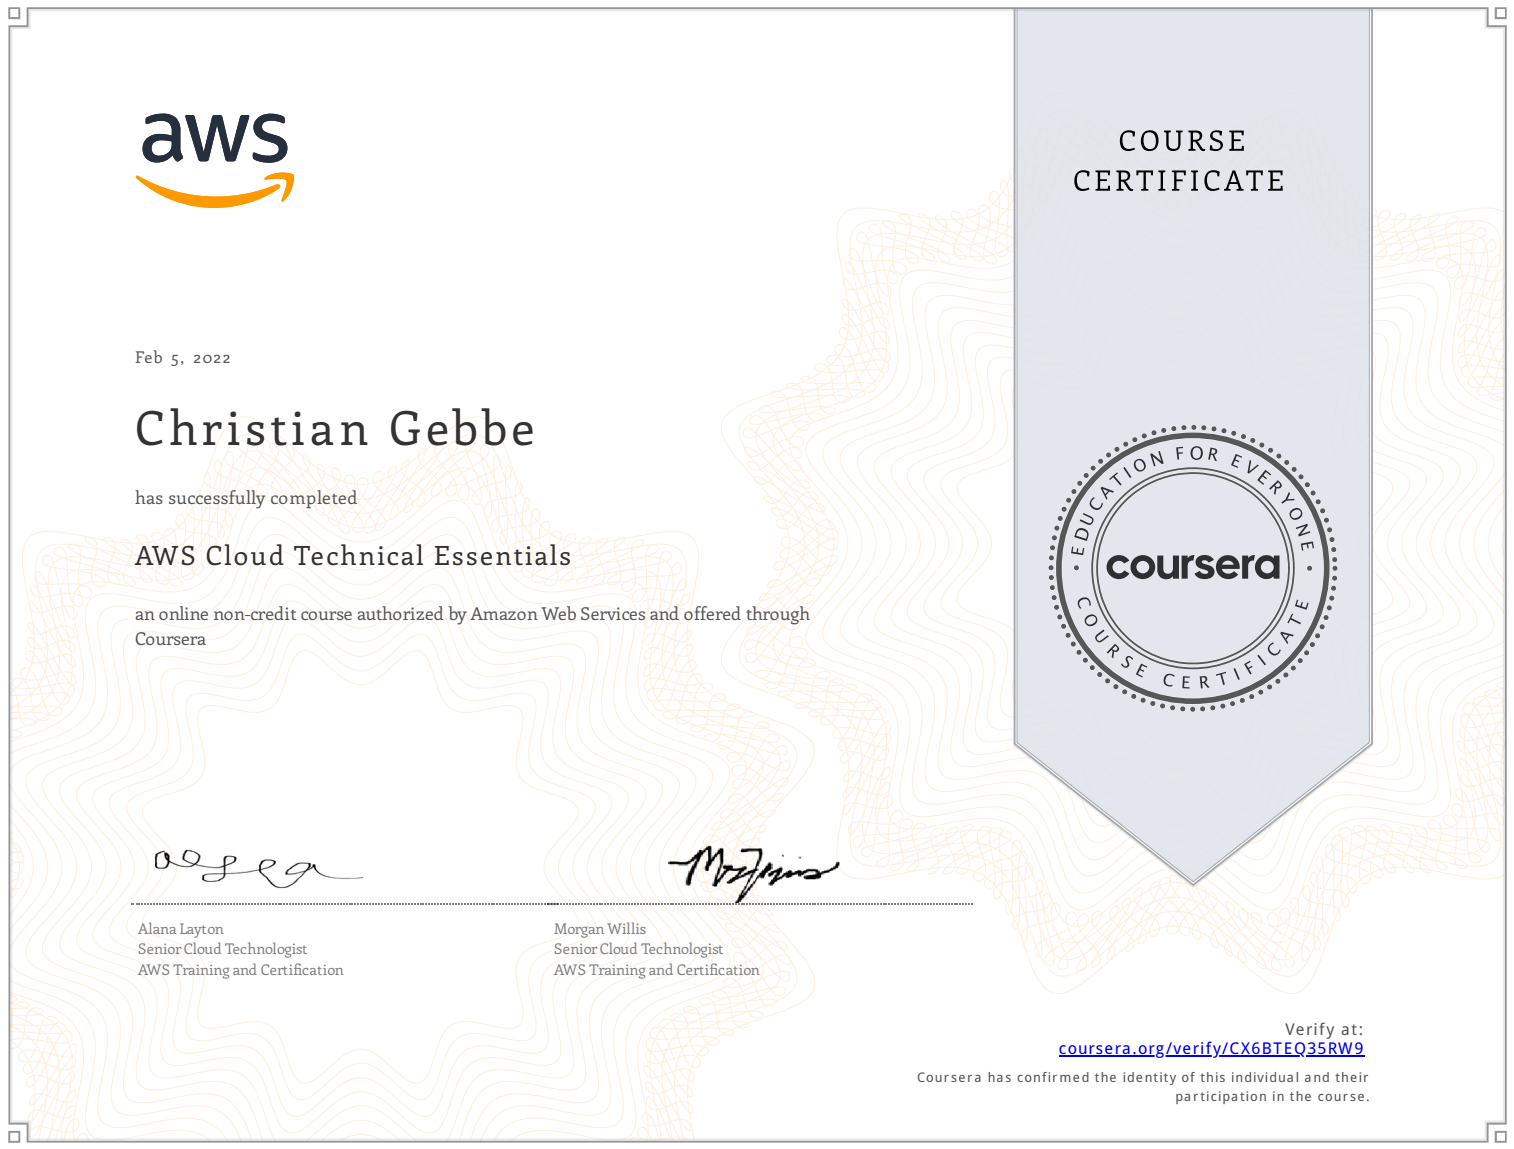 aws
COURSE
CERTIFICATE
Feb 5, 2022
Christian Gebbe
has successfully completed
AWS Cloud Technical Essentials
an online non-credit course authorized by Amazon Web Services and offered through
Coursera
EDUCATION FOR EVERYONE
coursera
COURSE CERTIFICATE
Alana Layton
Senior Cloud Technologist
AWS Training and Certification
Morgan Willis
Senior Cloud Technologist
AWS Training and Certification
Verify at:
coursera.org/verify/CX6BTEQ35RW9
Coursera has confirmed the identity of this individual and their
participation in the course.